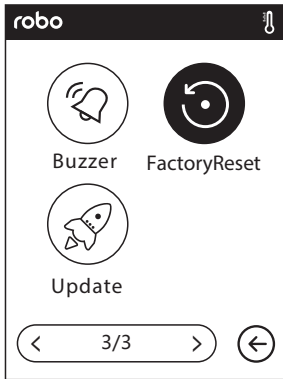 robo
Buzzer FactoryReset
Update
< 3/3 >